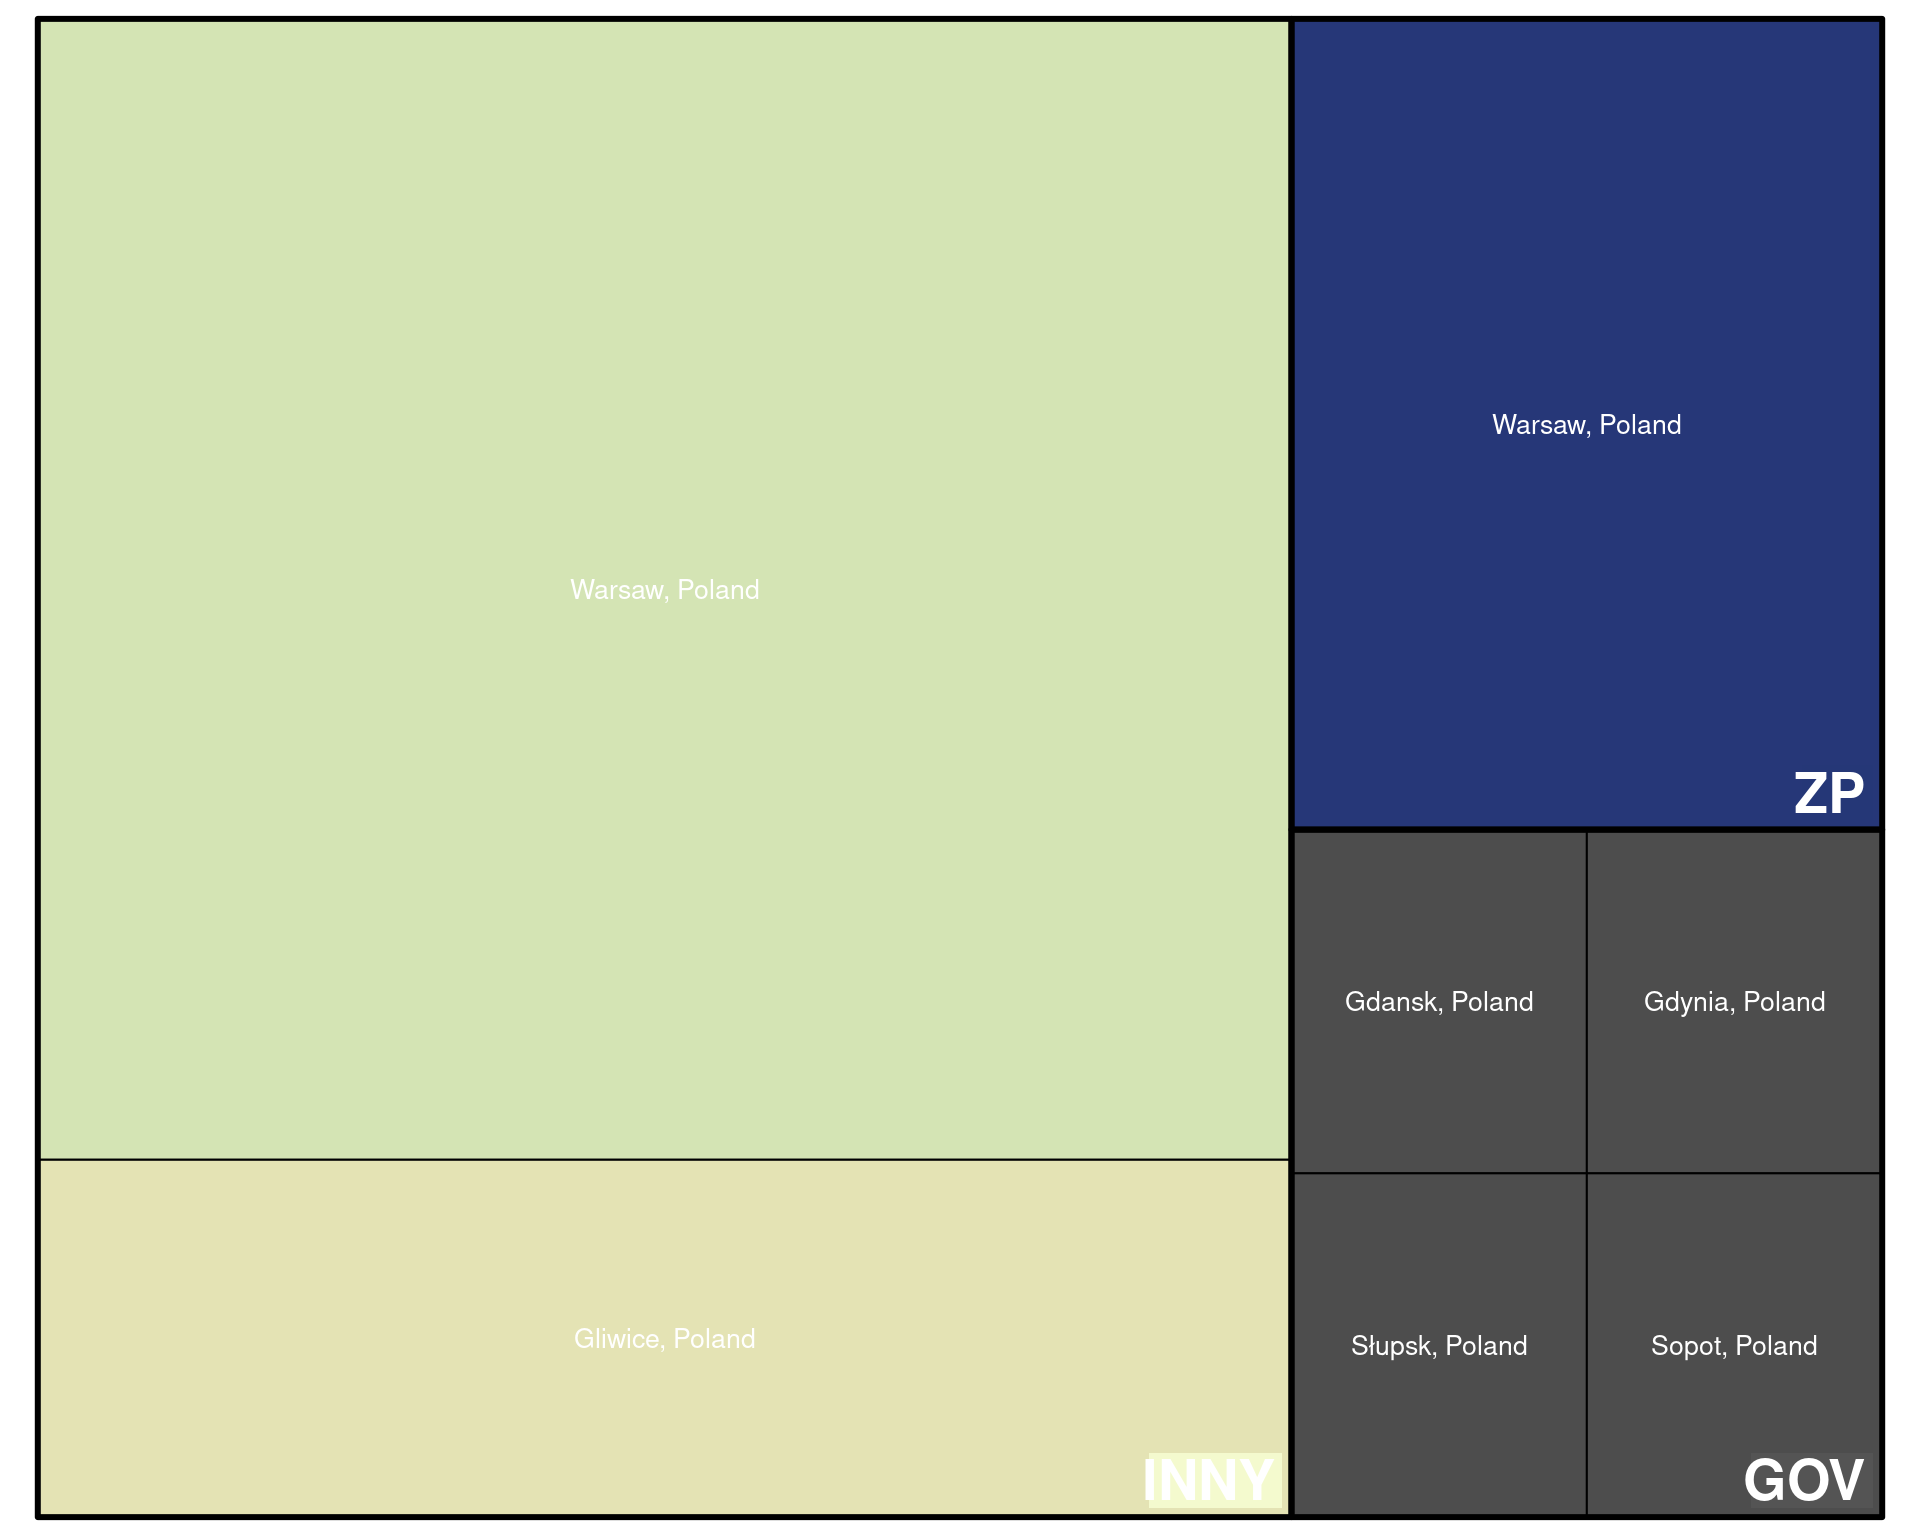 Warsaw, Poland
Gliwice, Poland
INNY
Warsaw, Poland
ZP
Gdansk, Poland
Gdynia, Poland
Słupsk, Poland
Sopot, Poland
GOV